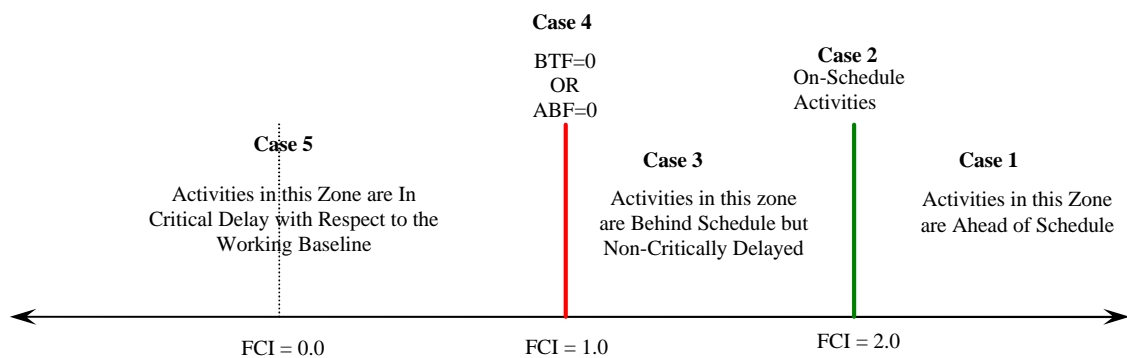 Case 4
BTF=0
OR
ABF=0
Case 2
On-Schedule
Activities
Case 5
Activities in this Zone are In
Critical Delay with Respect to the
Working Baseline
Case 3
Activities in this zone
are Behind Schedule but
Non-Critically Delayed
Case 1
Activities in this Zone
are Ahead of Schedule
FCI = 0.0
FCI = 1.0
FCI = 2.0